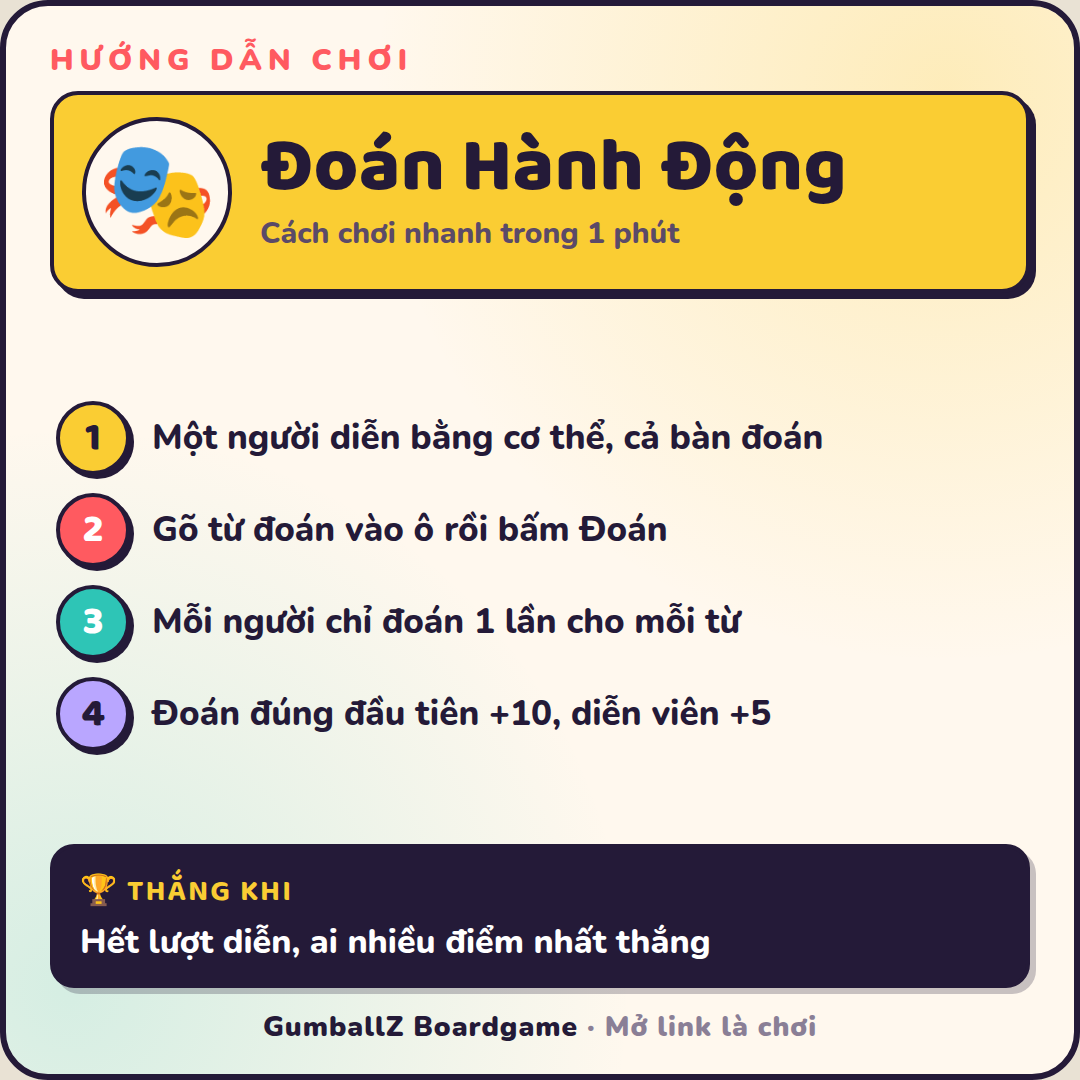 HƯỚNG DẪN CHƠI
Đoán Hành Động
Cách chơi nhanh trong 1 phút
1 Một người diễn bằng cơ thể, cả bàn đoán
2 Gõ từ đoán vào ô rồi bấm Đoán
3 Mỗi người chỉ đoán 1 lần cho mỗi từ
4 Đoán đúng đầu tiên +10, diễn viên +5
🏆 THẮNG KHI
Hết lượt diễn, ai nhiều điểm nhất thắng
GumballZ Boardgame · Mở link là chơi